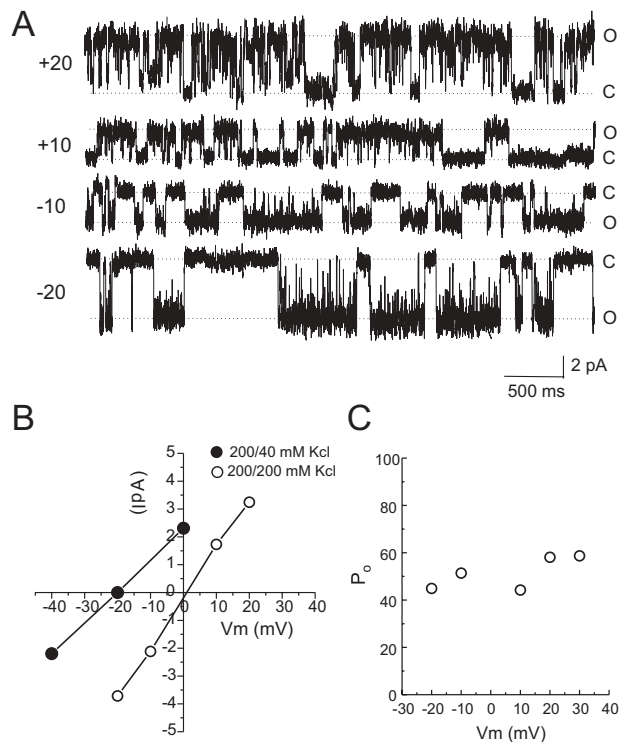 A
+20
O
C
+10
O
C
-10
C
O
-20
C
O
2 pA
500 ms
B
5
4
3
2
1
0
-1
-2
-3
-4
-5
(IpA)
200/40 mM Kcl
200/200 mM Kcl
-40 -30 -20 -10 0 10 20 30 40
Vm (mV)
C
100
80
60
40
20
0
Po
-30 -20 -10 0 10 20 30 40
Vm (mV)